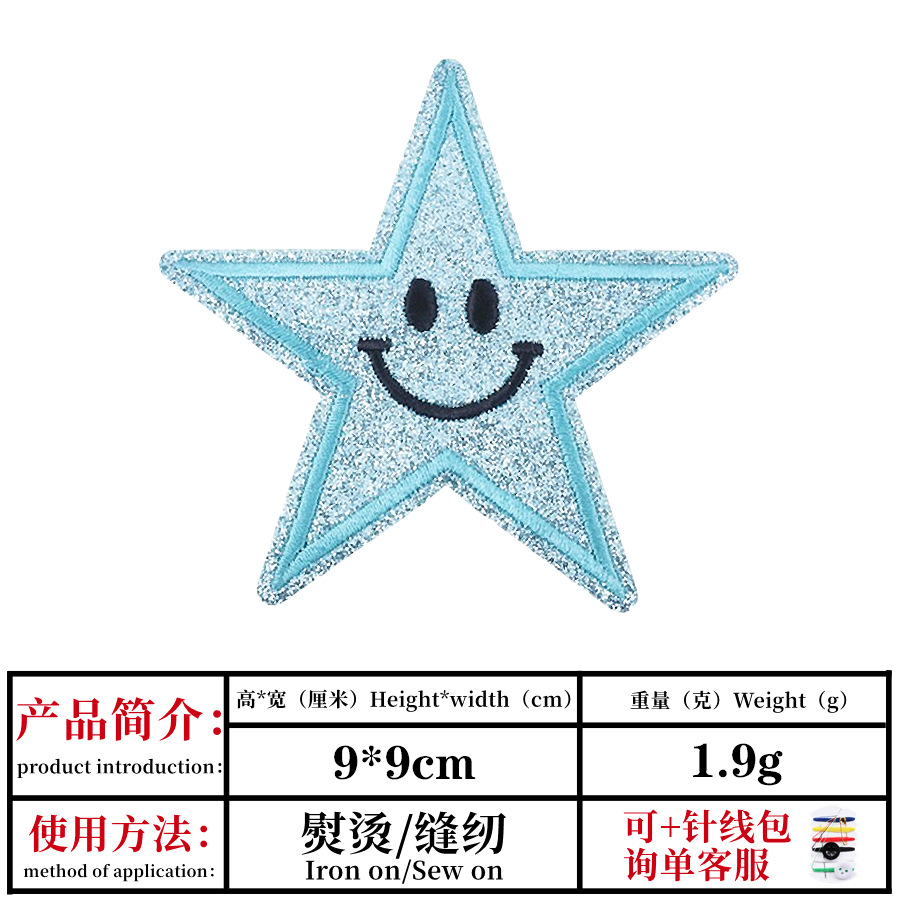 产品简介：
product introduction：
高*宽（厘米）Height*width（cm）
重量（克）Weight（g）
9*9cm
1.9g
使用方法：
method of application：
熨烫/缝纫
Iron on/Sew on
可+针线包
询单客服